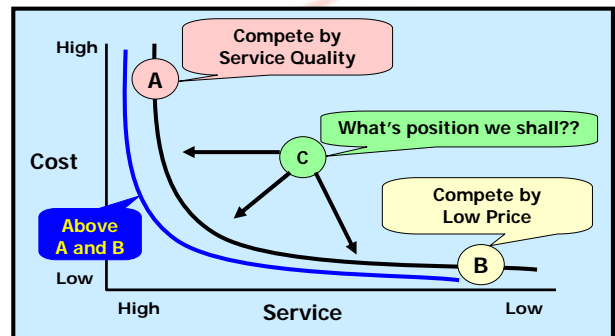 Compete by
Service Quality
High
A
What's position we shall??
C
Cost
Compete by
Low Price
Above
A and B
B
Low
High
Service
Low